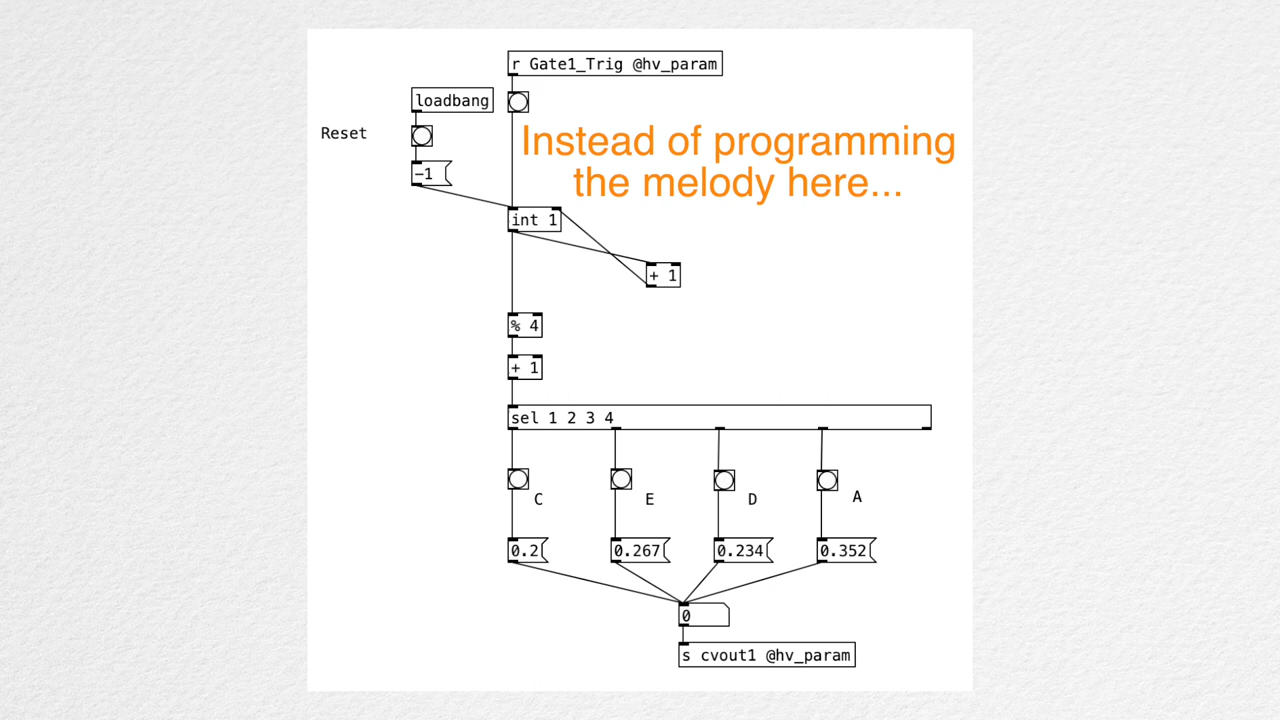 r Gate1_Trig @hv_param
loadbang
Reset
Instead of programming
the melody here...
-1
int 1
+ 1
% 4
+ 1
sel 1 2 3 4
C
E
D
A
0.2
0.267
0.234
0.352
0
s cvout1 @hv_param